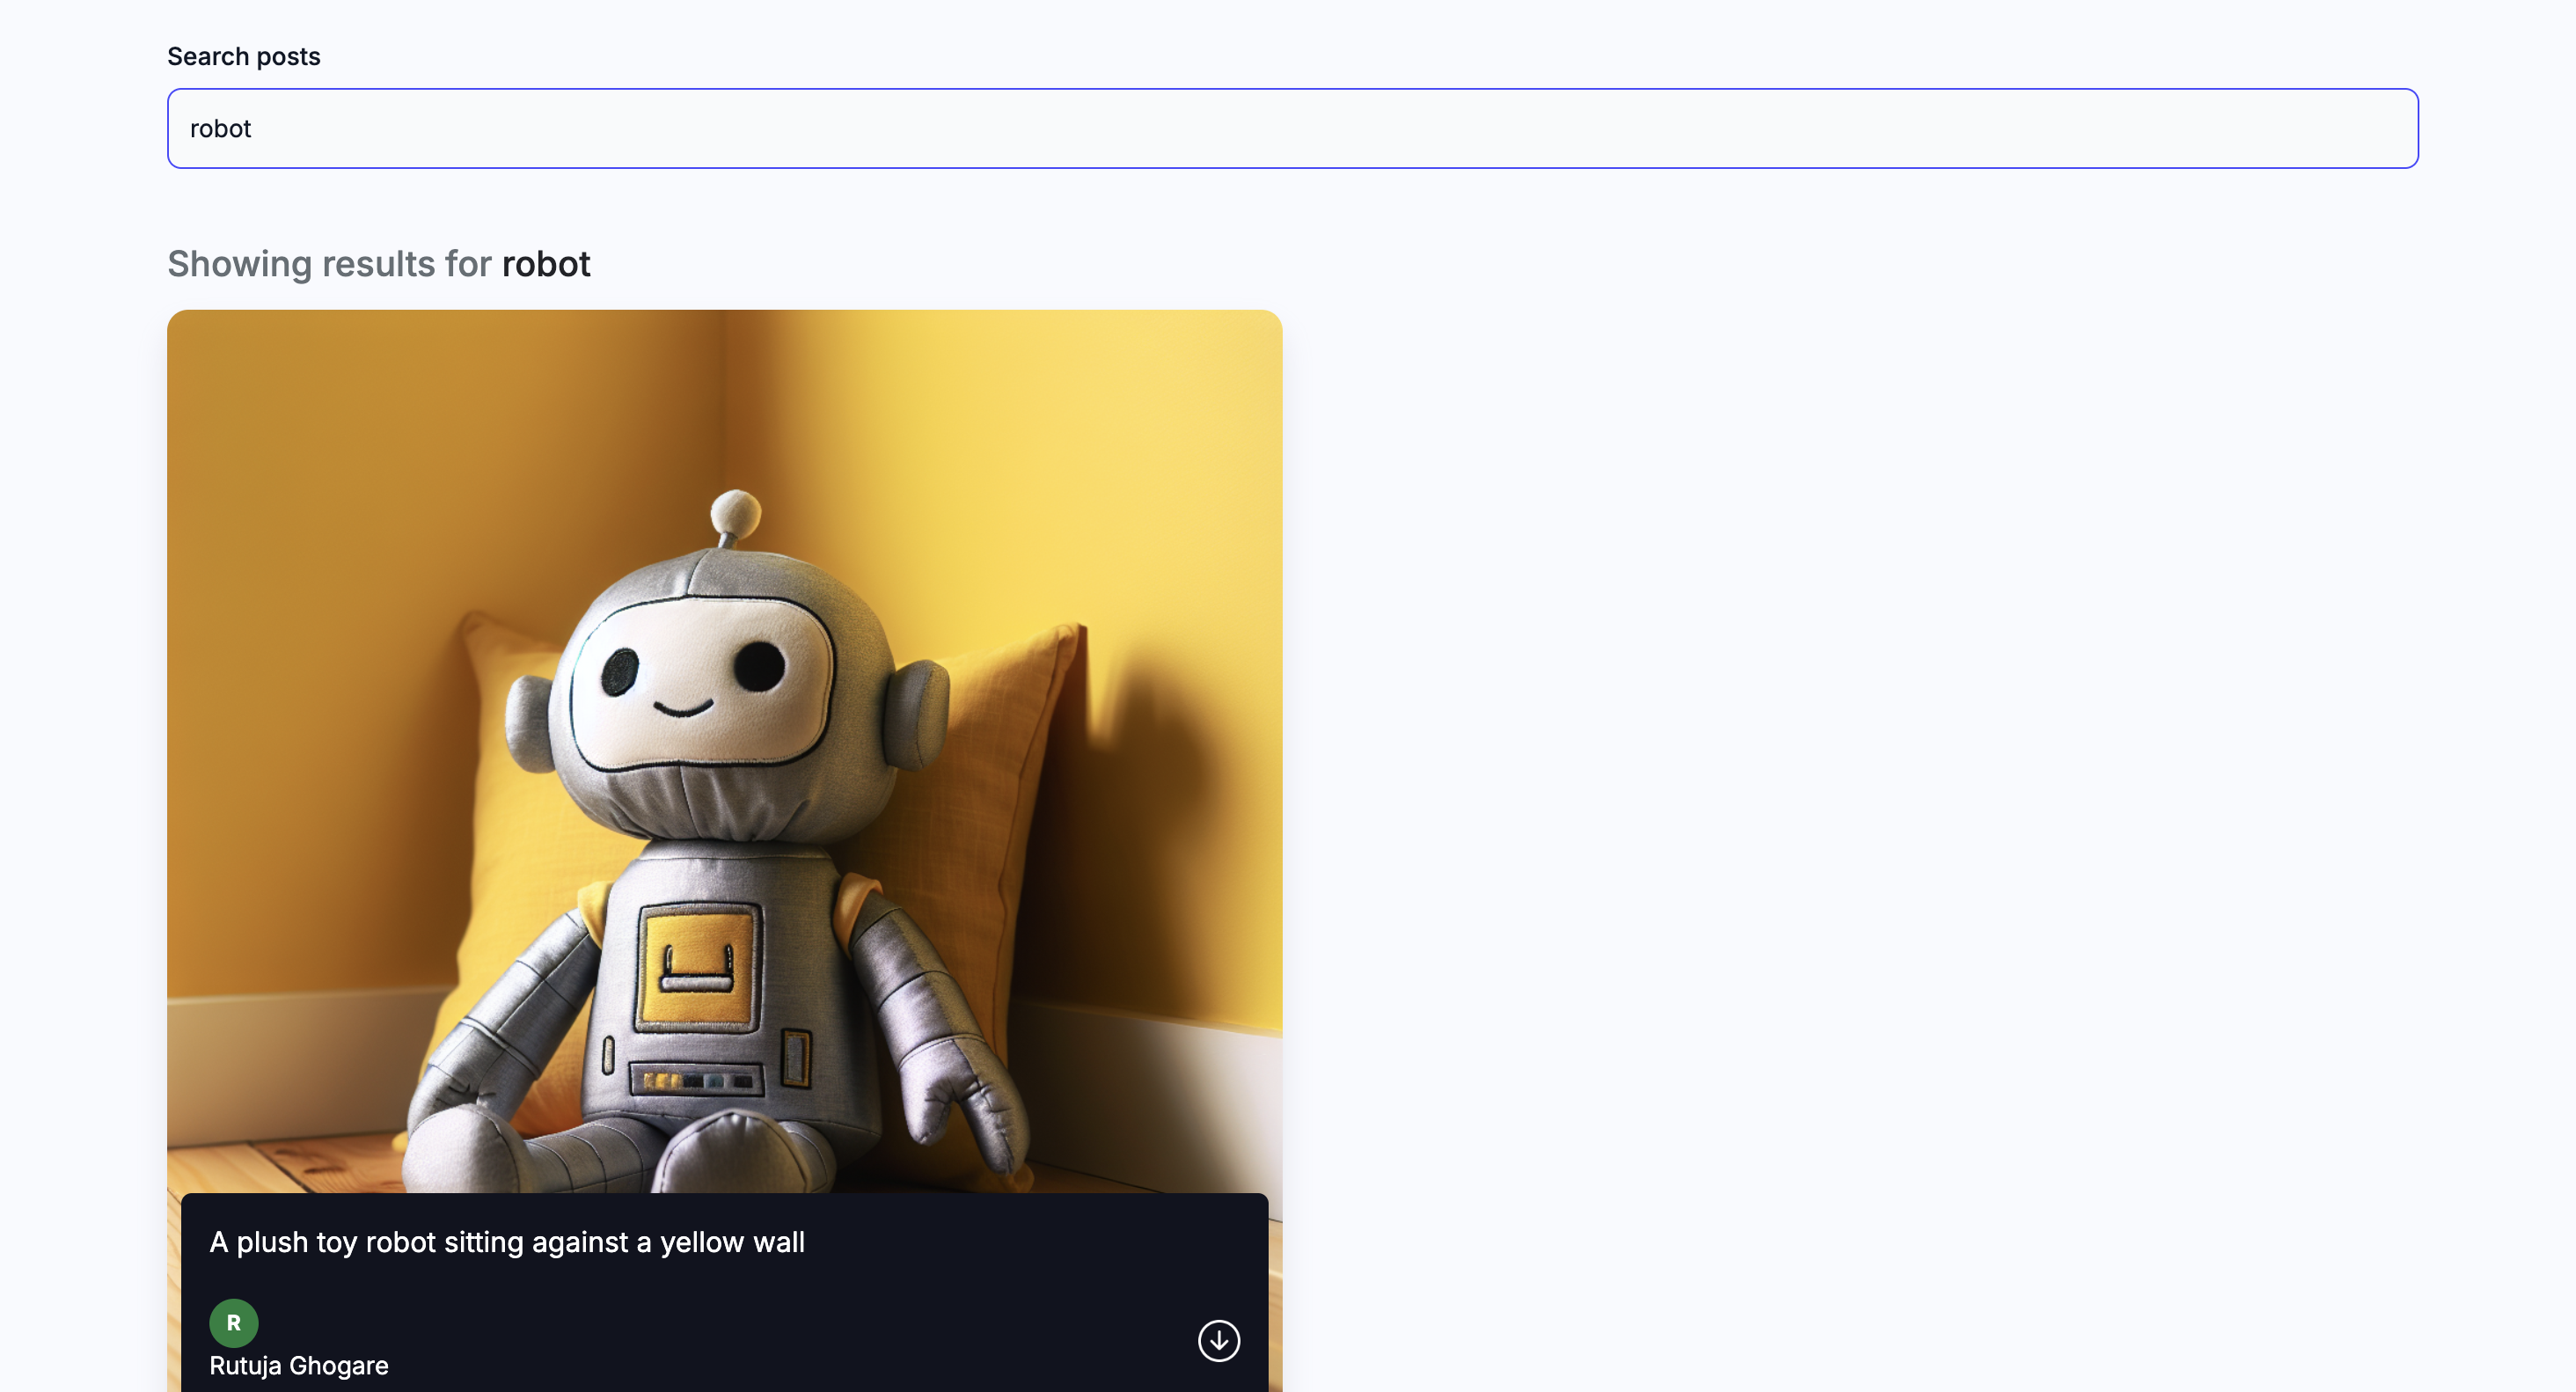 Search posts
robot
Showing results for robot
A plush toy robot sitting against a yellow wall
R
Rutuja Ghogare